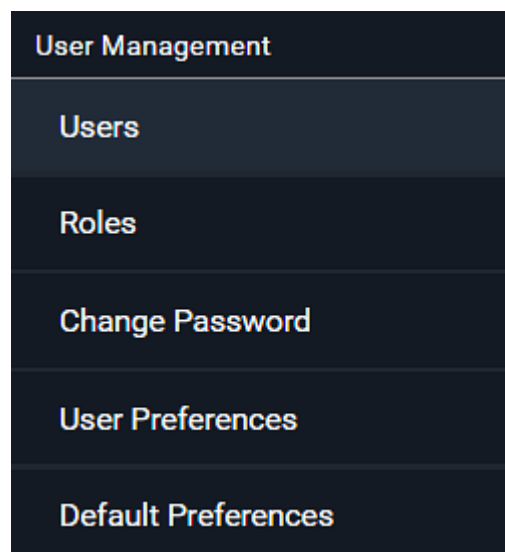 User Management
Users
Roles
Change Password
User Preferences
Default Preferences